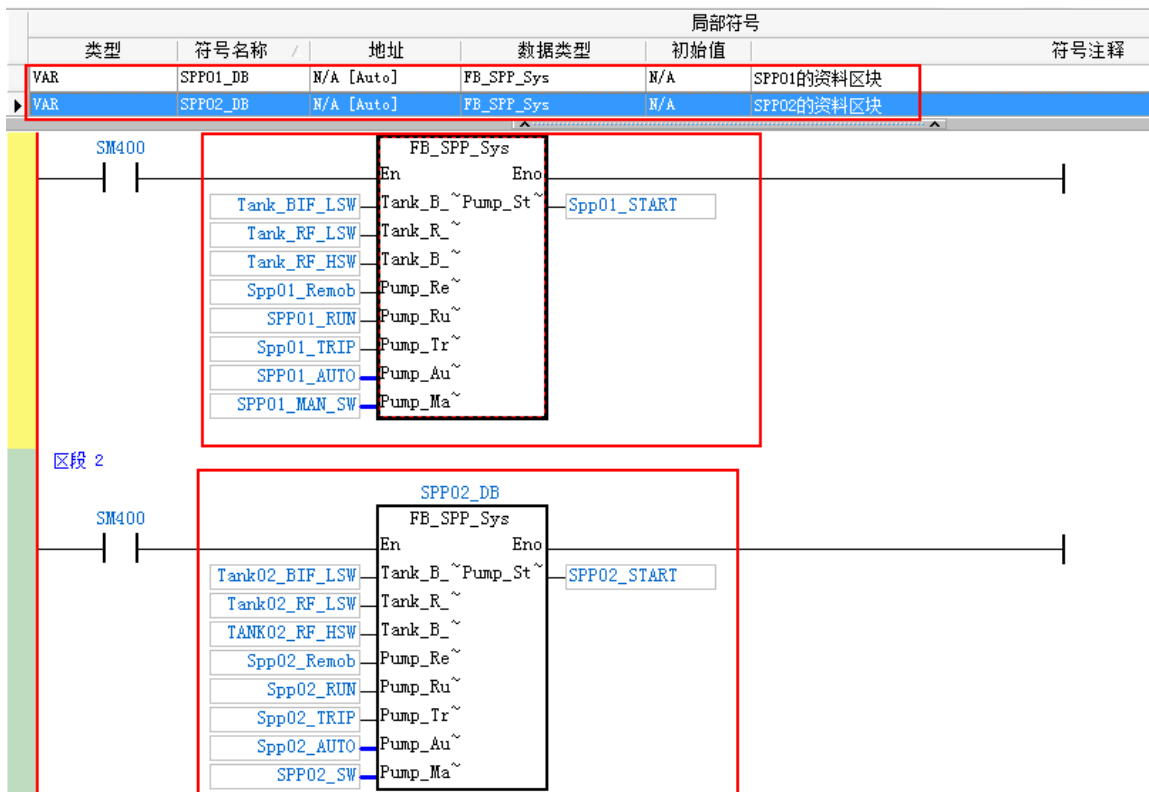 局部符号
类型 符号名称 / 地址 数据类型 初始值 符号注释
VAR SPP01_DB N/A [Auto] FB_SPP_Sys N/A SPP01的资料区块
VAR SPP02_DB N/A [Auto] FB_SPP_Sys N/A SPP02的资料区块
SM400 FB_SPP_Sys
En Eno
Tank_BIF_LSW Tank_B_~ Pump_St~ Spp01_START
Tank_RF_LSW Tank_R_~
Tank_RF_HSW Tank_B_~
Spp01_Remob Pump_Re~
SPP01_RUN Pump_Ru~
Spp01_TRIP Pump_Tr~
SPP01_AUTO Pump_Au~
SPP01_MAN_SW Pump_Ma~
区段 2
SPP02_DB
SM400 FB_SPP_Sys
En Eno
Tank02_BIF_LSW Tank_B_~ Pump_St~ SPP02_START
Tank02_RF_LSW Tank_R_~
TANK02_RF_HSW Tank_B_~
Spp02_Remob Pump_Re~
Spp02_RUN Pump_Ru~
Spp02_TRIP Pump_Tr~
Spp02_AUTO Pump_Au~
SPP02_SW Pump_Ma~